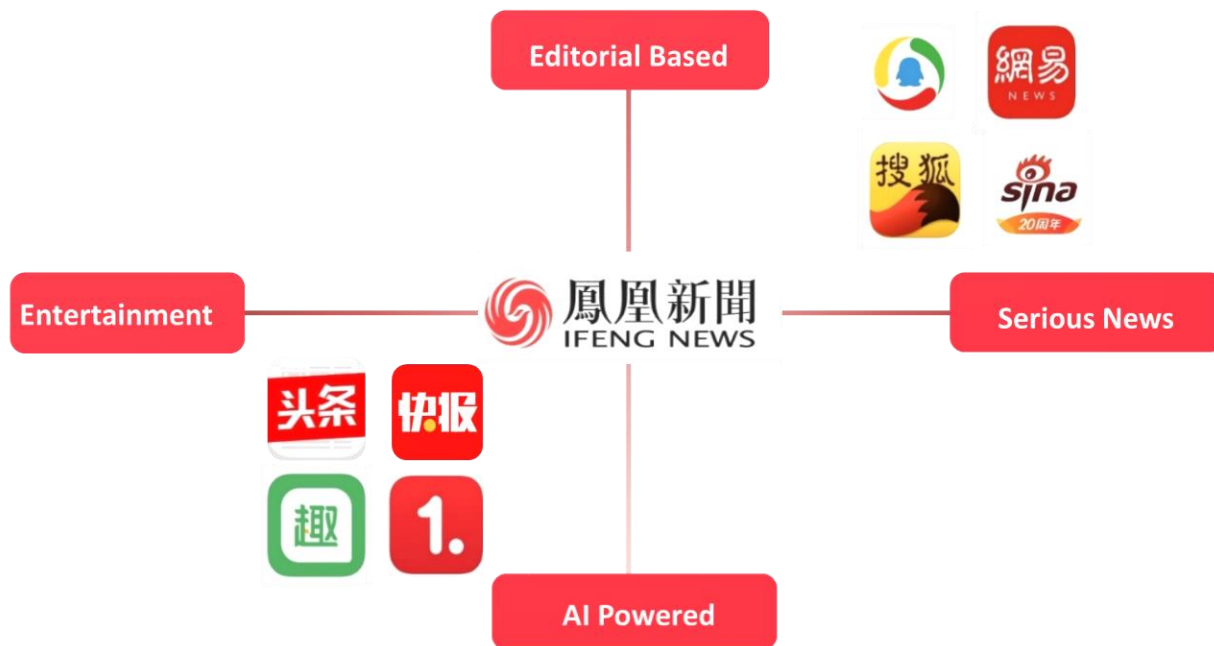 Editorial Based
網易
NEWS
搜狐
sina
20周年
Entertainment
鳳凰新聞
IFENG NEWS
Serious News
头条
快报
趣
1.
AI Powered